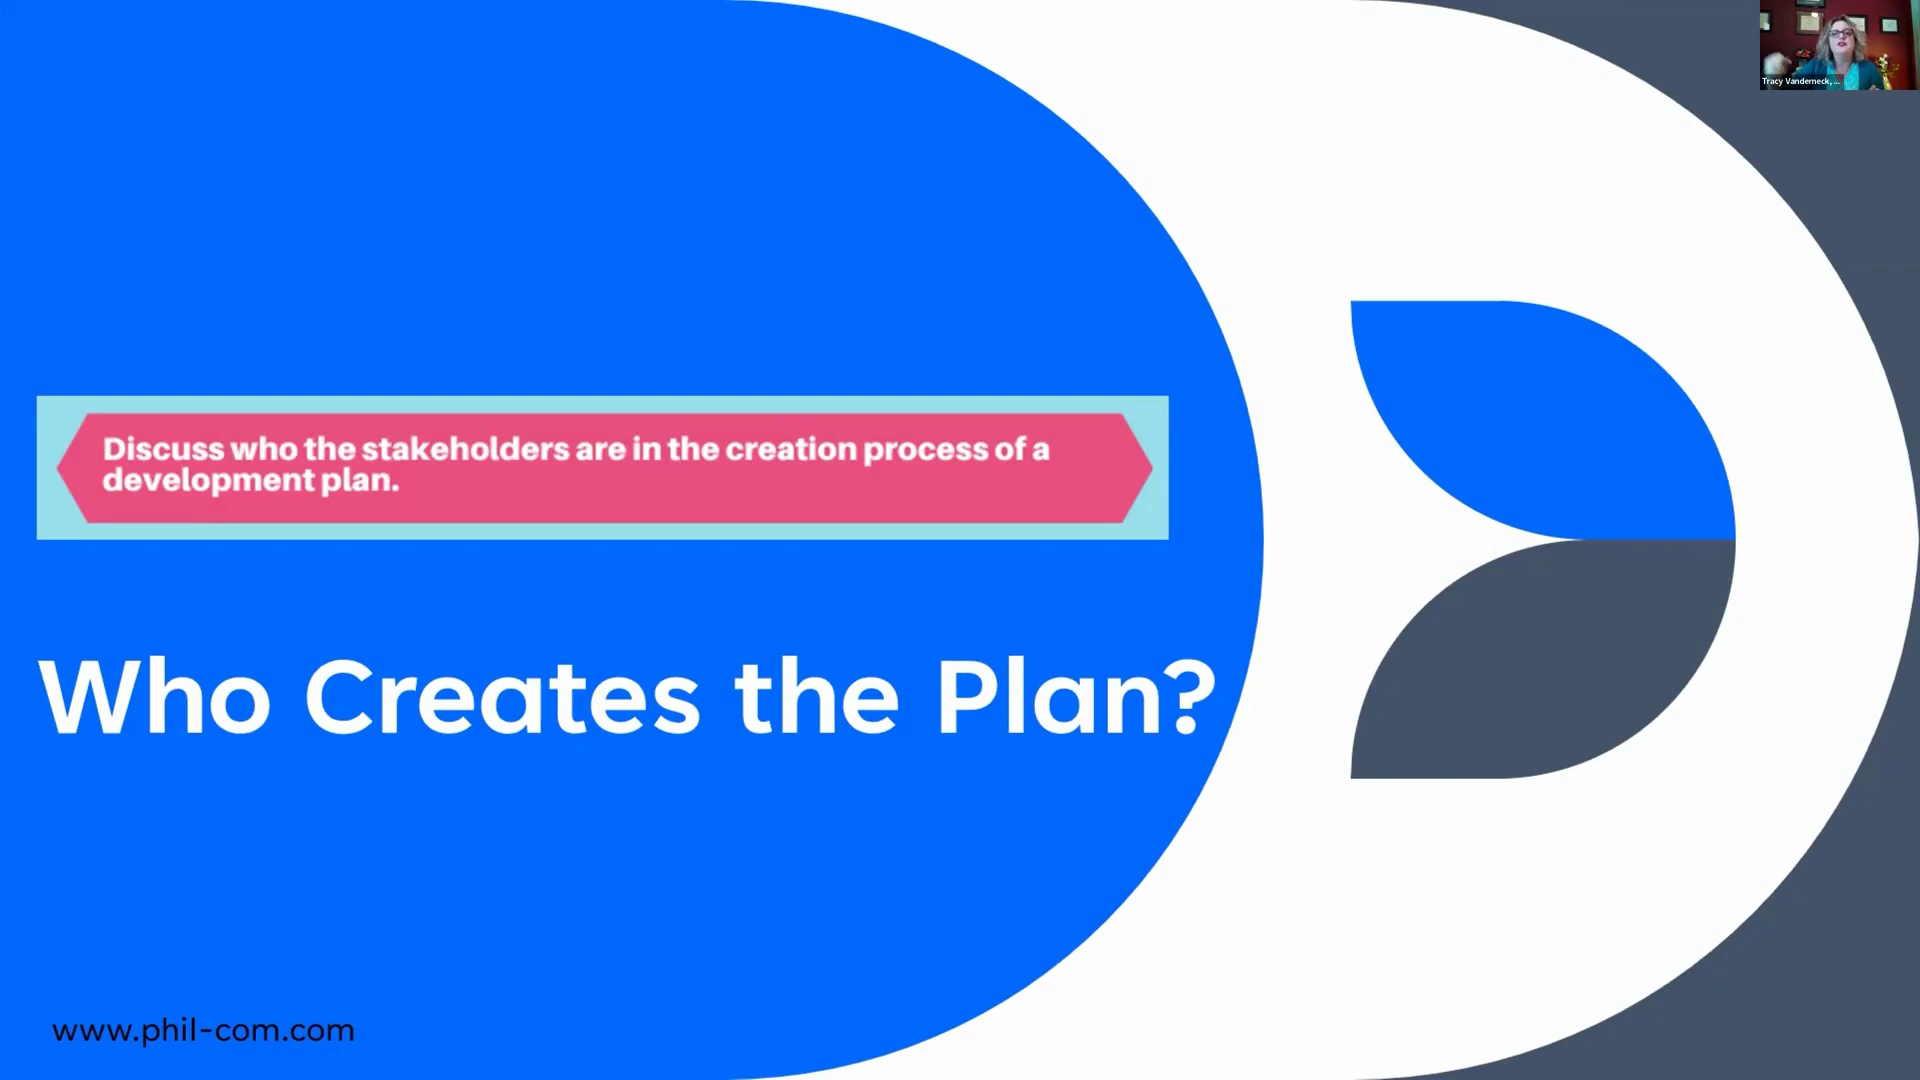 Tracy Vanderneck, ...
Discuss who the stakeholders are in the creation process of a
development plan.
Who Creates the Plan?
www.phil-com.com